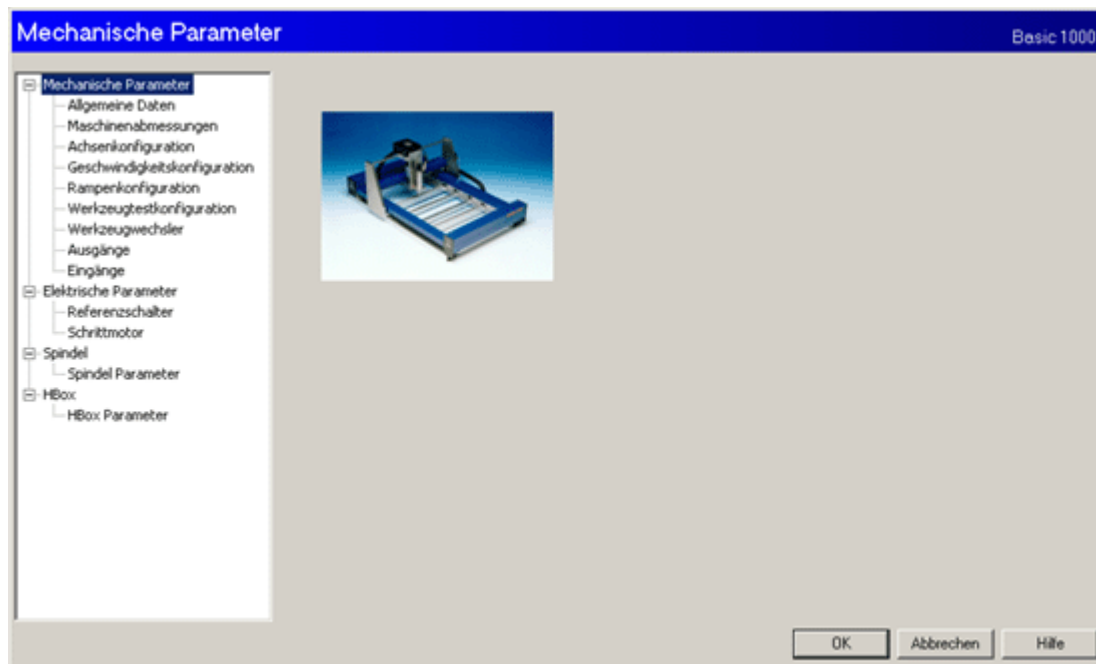 Mechanische Parameter
Basic 1000
Mechanische Parameter
Allgemeine Daten
Maschinenabmessungen
Achsenkonfiguration
Geschwindigkeitskonfiguration
Rampenkonfiguration
Werkzeugtestkonfiguration
Werkzeugwechsler
Ausgänge
Eingänge
Elektrische Parameter
Referenzschalter
Schrittmotor
Spindel
Spindel Parameter
HBox
HBox Parameter
OK Abbrechen Hilfe